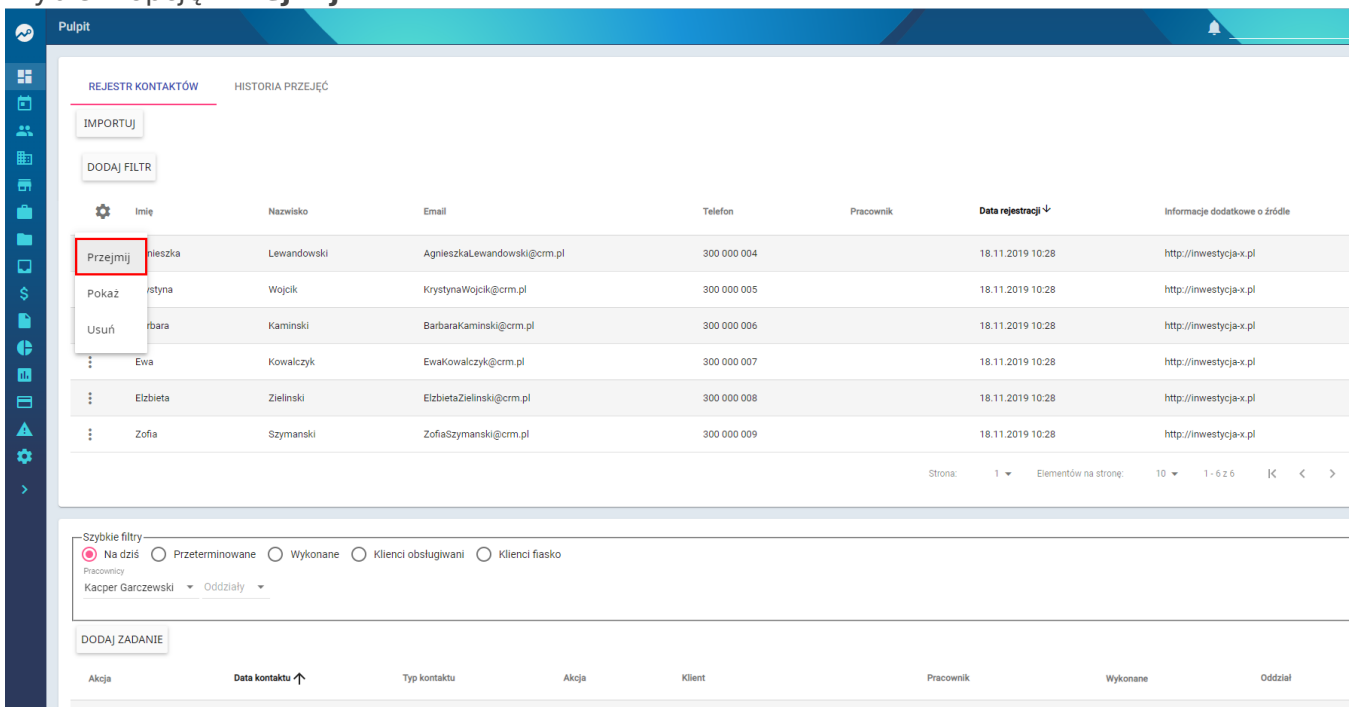 Pulpit
REJESTR KONTAKTÓW HISTORIA PRZEJĘĆ
IMPORTUJ
DODAJ FILTR
Imię Nazwisko Email Telefon Pracownik Data rejestracji Informacje dodatkowe o źródle
Przejmij nieszka Lewandowski AgnieszkaLewandowski@crm.pl 300 000 004 18.11.2019 10:28 http://inwestycja-x.pl
Pokaż ystyna Wojcik KrystynaWojcik@crm.pl 300 000 005 18.11.2019 10:28 http://inwestycja-x.pl
Usuń rbara Kaminski BarbaraKaminski@crm.pl 300 000 006 18.11.2019 10:28 http://inwestycja-x.pl
Ewa Kowalczyk EwaKowalczyk@crm.pl 300 000 007 18.11.2019 10:28 http://inwestycja-x.pl
Elzbieta Zielinski ElzbietaZielinski@crm.pl 300 000 008 18.11.2019 10:28 http://inwestycja-x.pl
Zofia Szymanski ZofiaSzymanski@crm.pl 300 000 009 18.11.2019 10:28 http://inwestycja-x.pl
Strona: 1 Elementów na stronę: 10 1 - 6 z 6
Szybkie filtry
Na dziś Przeterminowane Wykonane Klienci obsługiwani Klienci fiasko
Pracownicy
Kacper Garczewski Oddziały
DODAJ ZADANIE
Akcja Data kontaktu Typ kontaktu Akcja Klient Pracownik Wykonane Oddział